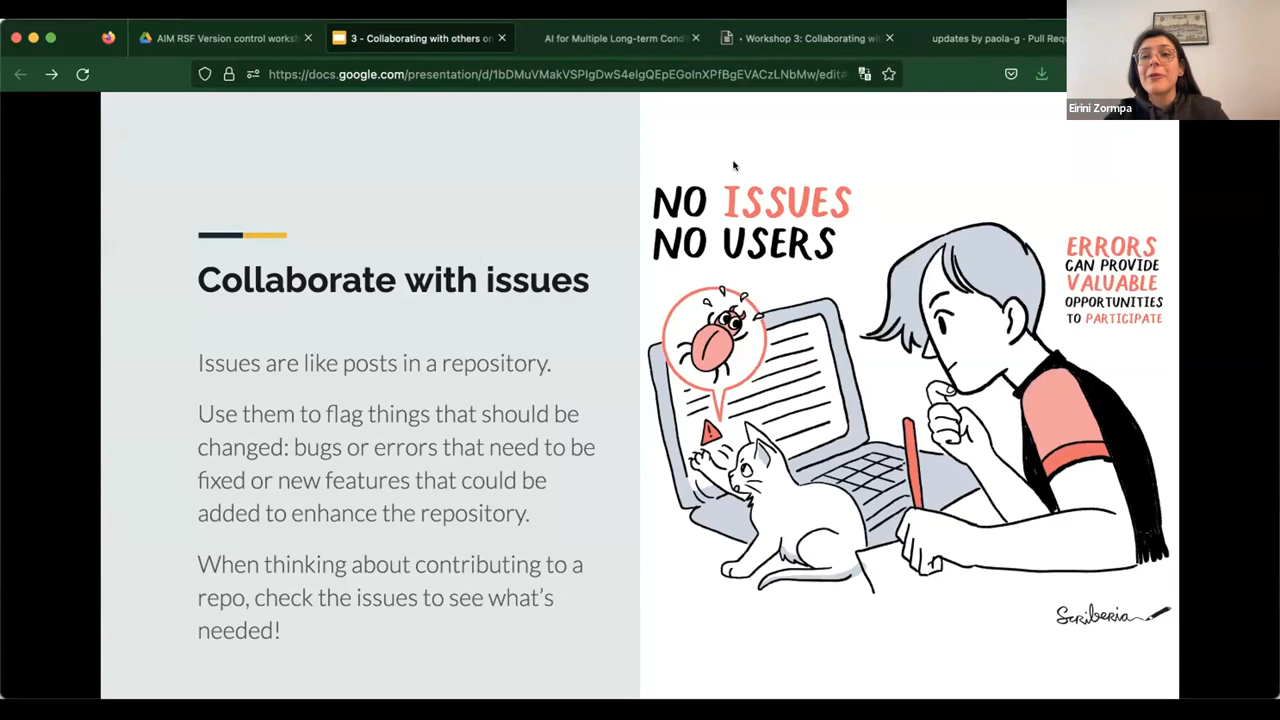 AIM RSF Version control works
3 - Collaborating with others on
AI for Multiple Long-term Cond
· Workshop 3: Collaborating wi
updates by paola-g · Pull Requ
https://docs.google.com/presentation/d/1bDMuVMakVSPIgDwS4elgQEpEGoInXPfBgEVACzLNbMw/edit#
Eirini Zormpa
Collaborate with issues
Issues are like posts in a repository.
Use them to flag things that should be
changed: bugs or errors that need to be
fixed or new features that could be
added to enhance the repository.
When thinking about contributing to a
repo, check the issues to see what's
needed!
NO ISSUES
NO USERS
ERRORS
CAN PROVIDE
VALUABLE
OPPORTUNITIES
TO PARTICIPATE
Scriberia